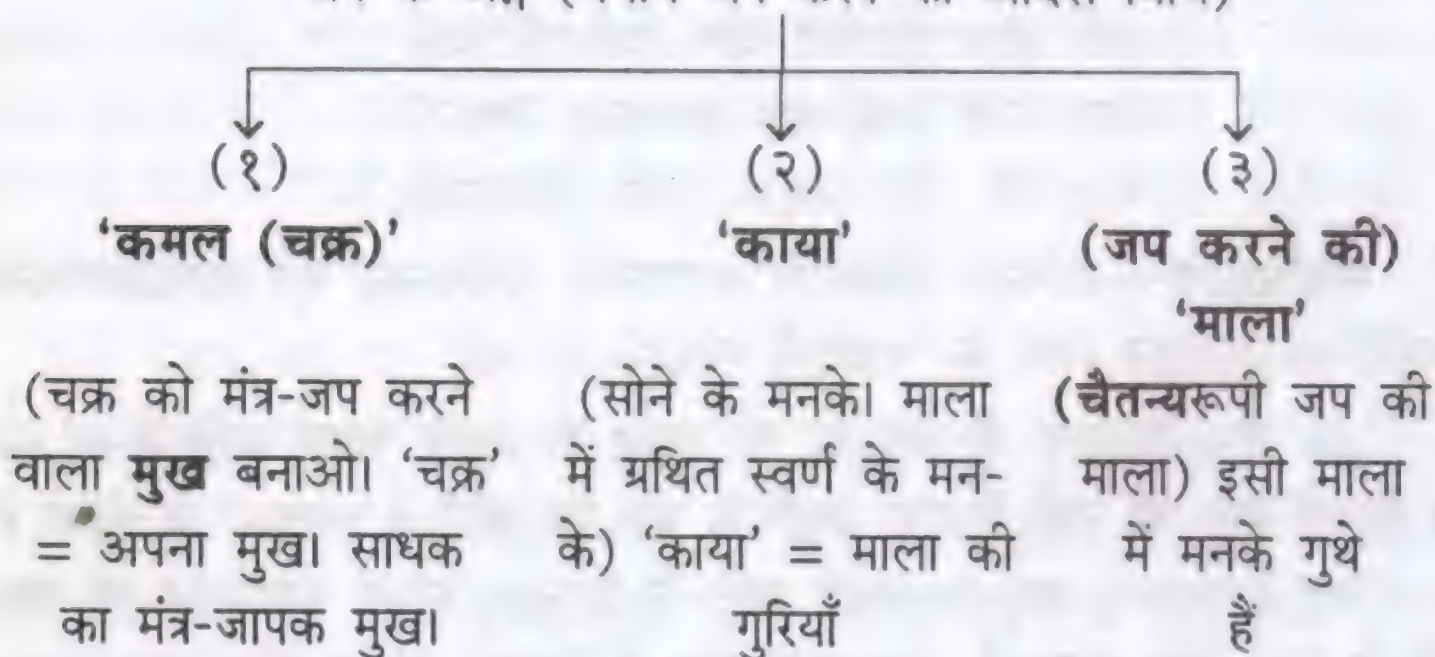 (१)
‘कमल (चक्र)’
(चक्र को मंत्र-जप करने
वाला मुख बनाओ। ‘चक्र’
= अपना मुख। साधक
का मंत्र-जापक मुख।
(२)
‘काया’
(सोने के मनके। माला
में ग्रथित स्वर्ण के मन-
के) ‘काया’ = माला की
गुरियाँ
(३)
(जप करने की)
‘माला’
(चैतन्यरूपी जप की
माला) इसी माला
में मनके गुथे
हैं